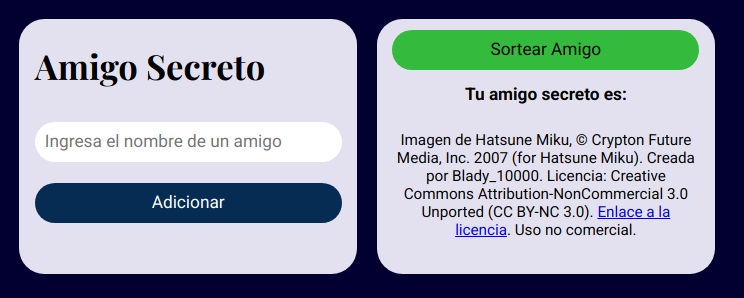 Amigo Secreto
Ingresa el nombre de un amigo
Adicionar
Sortear Amigo
Tu amigo secreto es:
Imagen de Hatsune Miku, © Crypton Future
Media, Inc. 2007 (for Hatsune Miku). Creada
por Blady_10000. Licencia: Creative
Commons Attribution-NonCommercial 3.0
Unported (CC BY-NC 3.0). Enlace a la
licencia. Uso no comercial.